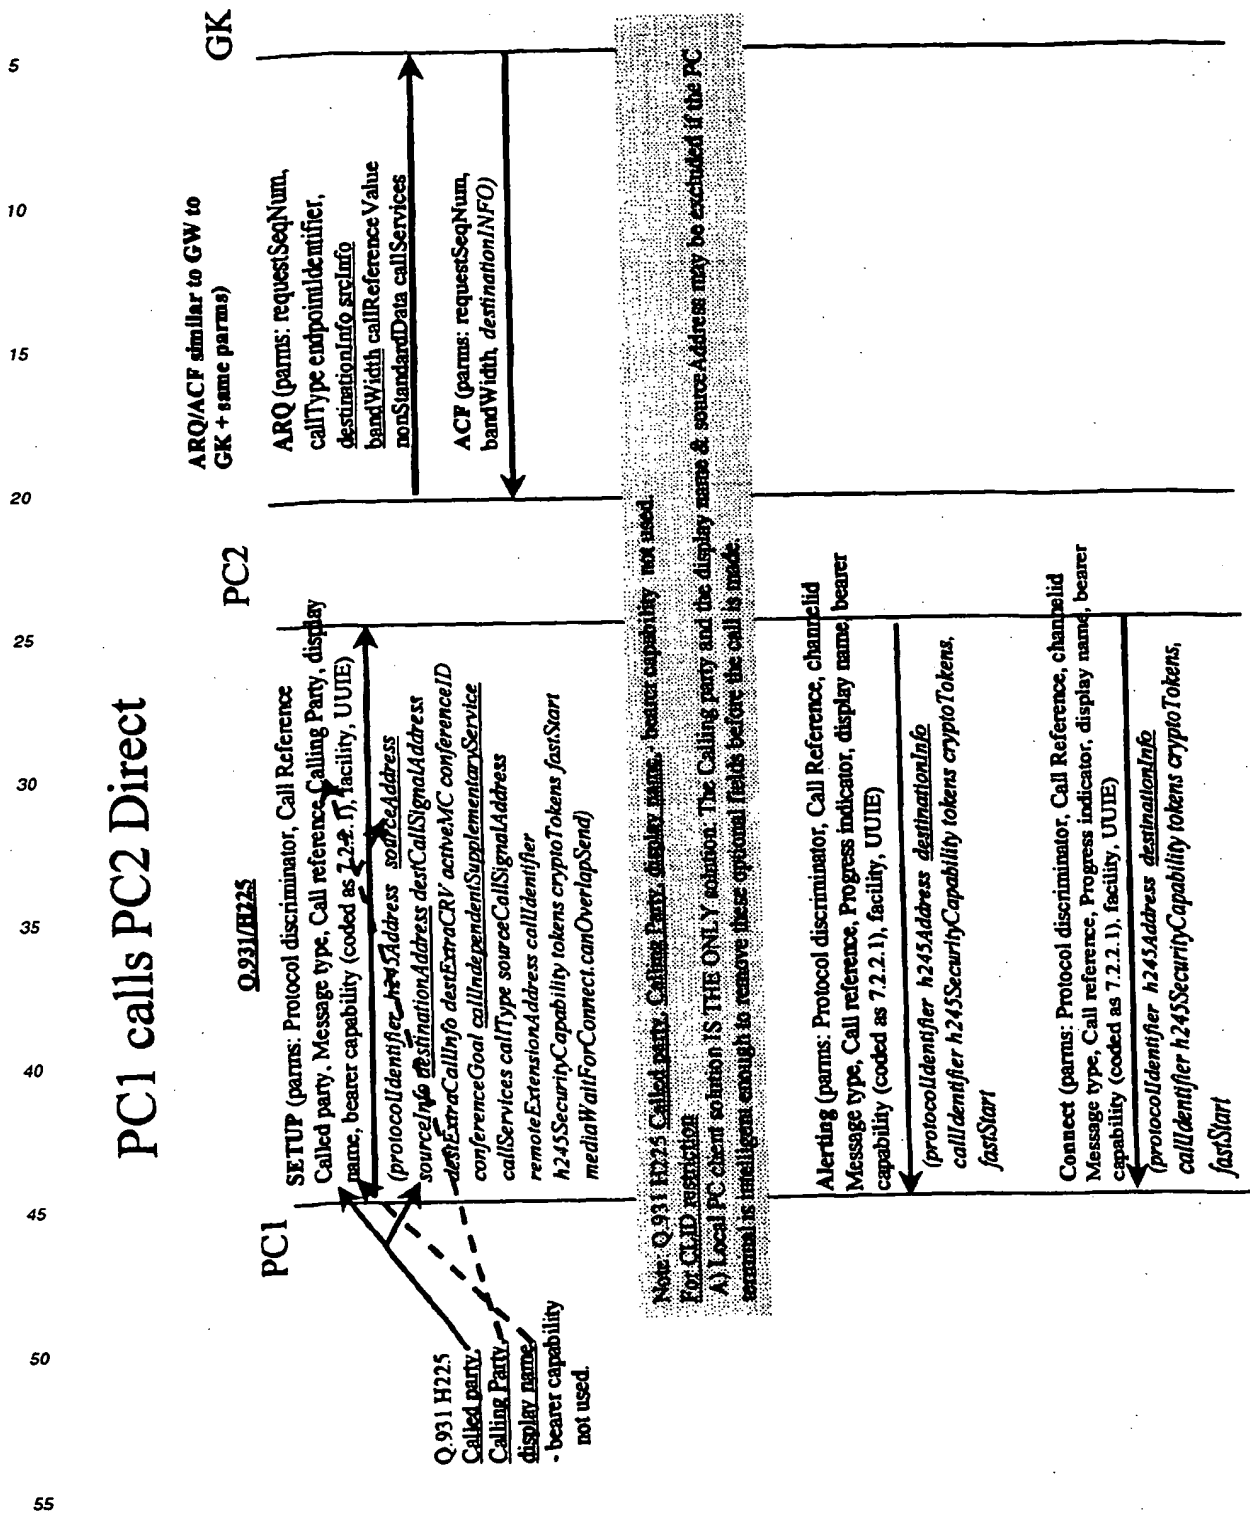 PC1 calls PC2 Direct
Q.931/H225
PC1
PC2
GK
ARQ/ACF similar to GW to
GK + same parms)
SETUP (parms: Protocol discriminator, Call Reference
Called party, Message type, Call reference, Calling Party, display
name, bearer capability (coded as 7.2.2.1), facility, UUIE)
(protocolIdentifier h245Address sourceAddress
sourceInfo destinationAddress destCallSignalAddress
destExtraCallInfo destExtraCRV activeMC conferenceID
conferenceGoal callIndependentSupplementaryService
callServices callType sourceCallSignalAddress
remoteExtensionAddress callIdentifier
h245SecurityCapability tokens cryptoTokens fastStart
mediaWaitForConnect.canOverlapSend)
ARQ (parms: requestSeqNum,
callType endpointIdentifier,
destinationInfo srcInfo
bandWidth callReferenceValue
nonStandardData callServices
ACF (parms: requestSeqNum,
bandWidth, destinationINFO)
Q.931 H225
Called party,
Calling Party,
display name,
- bearer capability
not used.
Note: Q.931 H225 Called party, Calling Party, display name, - bearer capability not used.
For CLID restriction
A) Local PC client solution IS THE ONLY solution: The Calling party and the display name & sourceAddress may be excluded if the PC
terminal is intelligent enough to remove these optional fields before the call is made.
Alerting (parms: Protocol discriminator, Call Reference, channelid
Message type, Call reference, Progress indicator, display name, bearer
capability (coded as 7.2.2.1), facility, UUIE)
(protocolIdentifier h245Address destinationInfo
callIdentifier h245SecurityCapability tokens cryptoTokens,
fastStart
Connect (parms: Protocol discriminator, Call Reference, channelid
Message type, Call reference, Progress indicator, display name, bearer
capability (coded as 7.2.2.1), facility, UUIE)
(protocolIdentifier h245Address destinationInfo
callIdentifier h245SecurityCapability tokens cryptoTokens,
fastStart
5
10
15
20
25
30
35
40
45
50
55